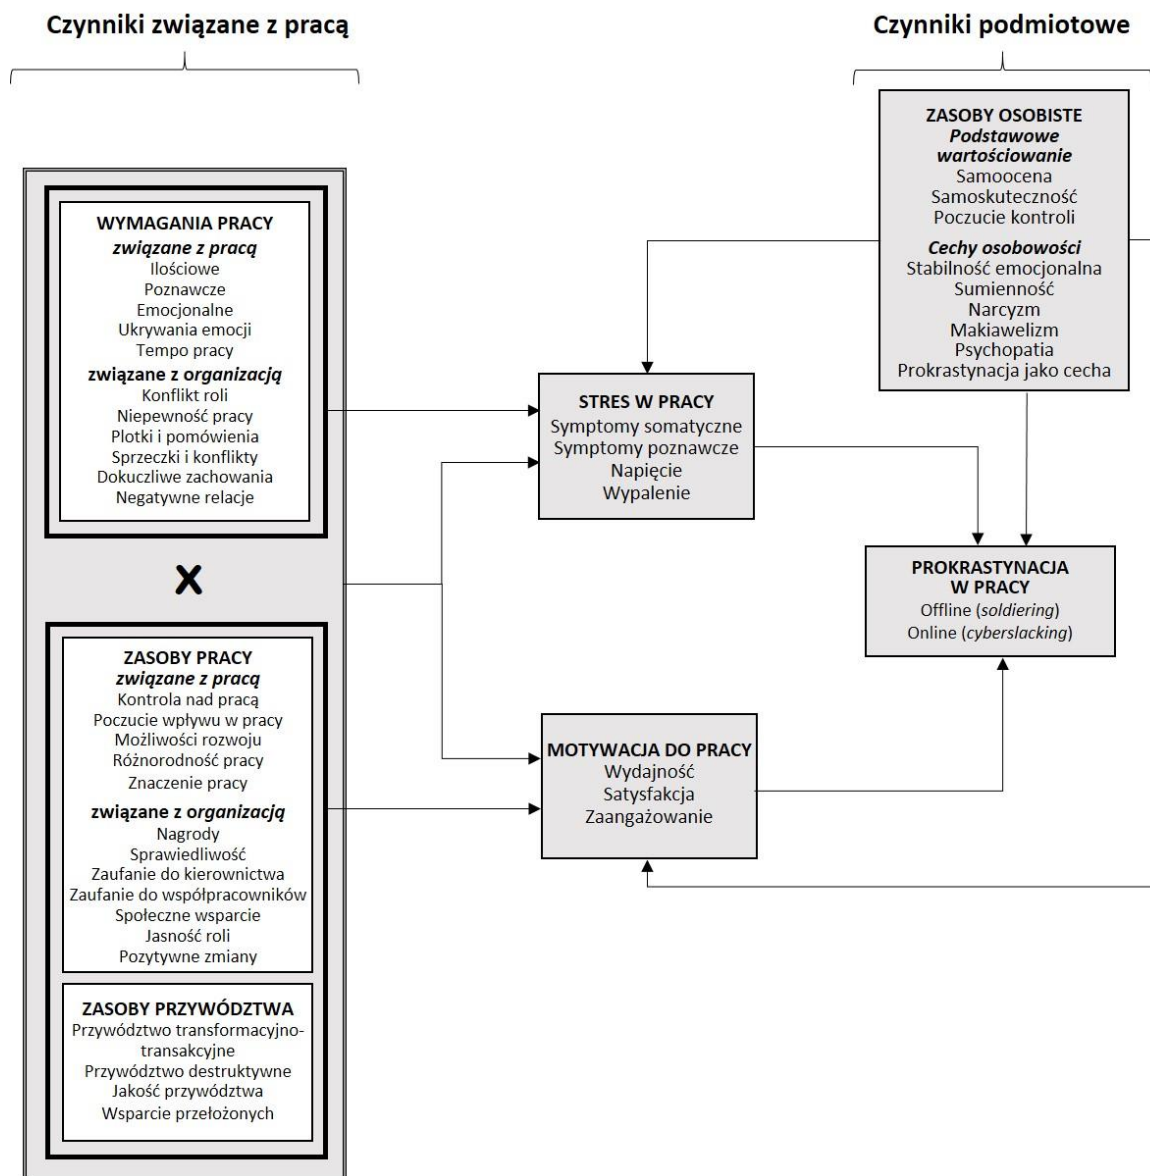 Czynniki związane z pracą
Czynniki podmiotowe
WYMAGANIA PRACY
związane z pracą
Ilościowe
Poznawcze
Emocjonalne
Ukrywania emocji
Tempo pracy
związane z organizacją
Konflikt roli
Niepewność pracy
Plotki i pomówienia
Sprzeczki i konflikty
Dokuczliwe zachowania
Negatywne relacje
X
ZASOBY PRACY
związane z pracą
Kontrola nad pracą
Poczucie wpływu w pracy
Możliwości rozwoju
Różnorodność pracy
Znaczenie pracy
związane z organizacją
Nagrody
Sprawiedliwość
Zaufanie do kierownictwa
Zaufanie do współpracowników
Społeczne wsparcie
Jasność roli
Pozytywne zmiany
ZASOBY PRZYWÓDZTWA
Przywództwo transformacyjno-
transakcyjne
Przywództwo destruktywne
Jakość przywództwa
Wsparcie przełożonych
STRES W PRACY
Symptomy somatyczne
Symptomy poznawcze
Napięcie
Wypalenie
MOTYWACJA DO PRACY
Wydajność
Satysfakcja
Zaangażowanie
ZASOBY OSOBISTE
Podstawowe
wartościowanie
Samoocena
Samoskuteczność
Poczucie kontroli
Cechy osobowości
Stabilność emocjonalna
Sumienność
Narcyzm
Makiawelizm
Psychopatia
Prokrastynacja jako cecha
PROKRASTYNACJA
W PRACY
Offline (soldiering)
Online (cyberslacking)